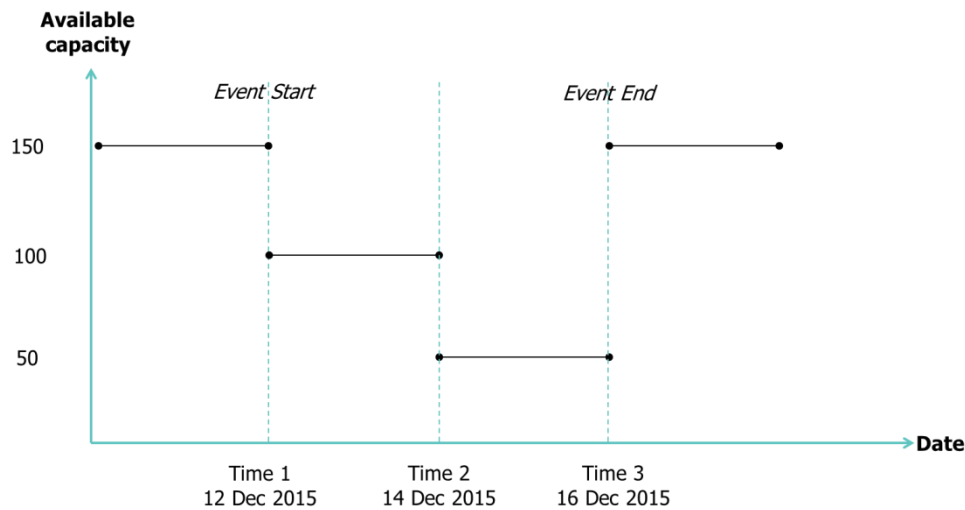 Available
capacity
Event Start
Event End
150
100
50
Date
Time 1
12 Dec 2015
Time 2
14 Dec 2015
Time 3
16 Dec 2015